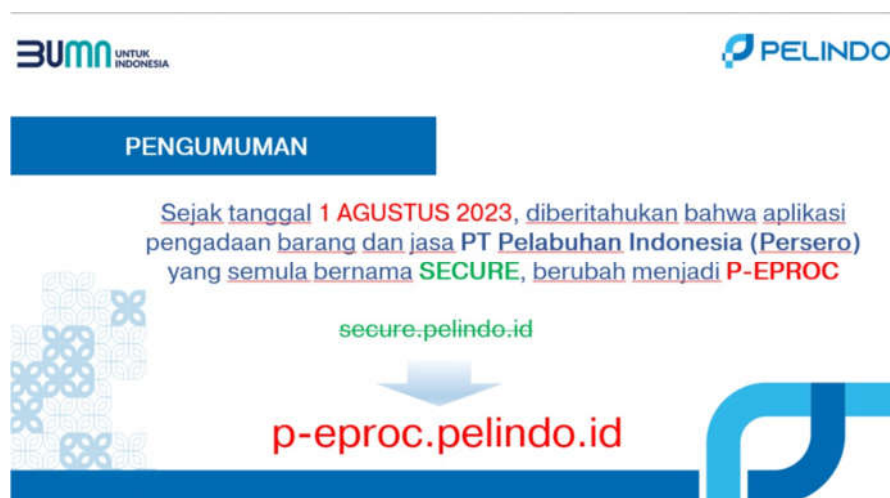 BUMN UNTUK
INDONESIA
PELINDO
PENGUMUMAN
Sejak tanggal 1 AGUSTUS 2023, diberitahukan bahwa aplikasi
pengadaan barang dan jasa PT Pelabuhan Indonesia (Persero)
yang semula bernama SECURE, berubah menjadi P-EPROC
secure.pelindo.id
p-eproc.pelindo.id